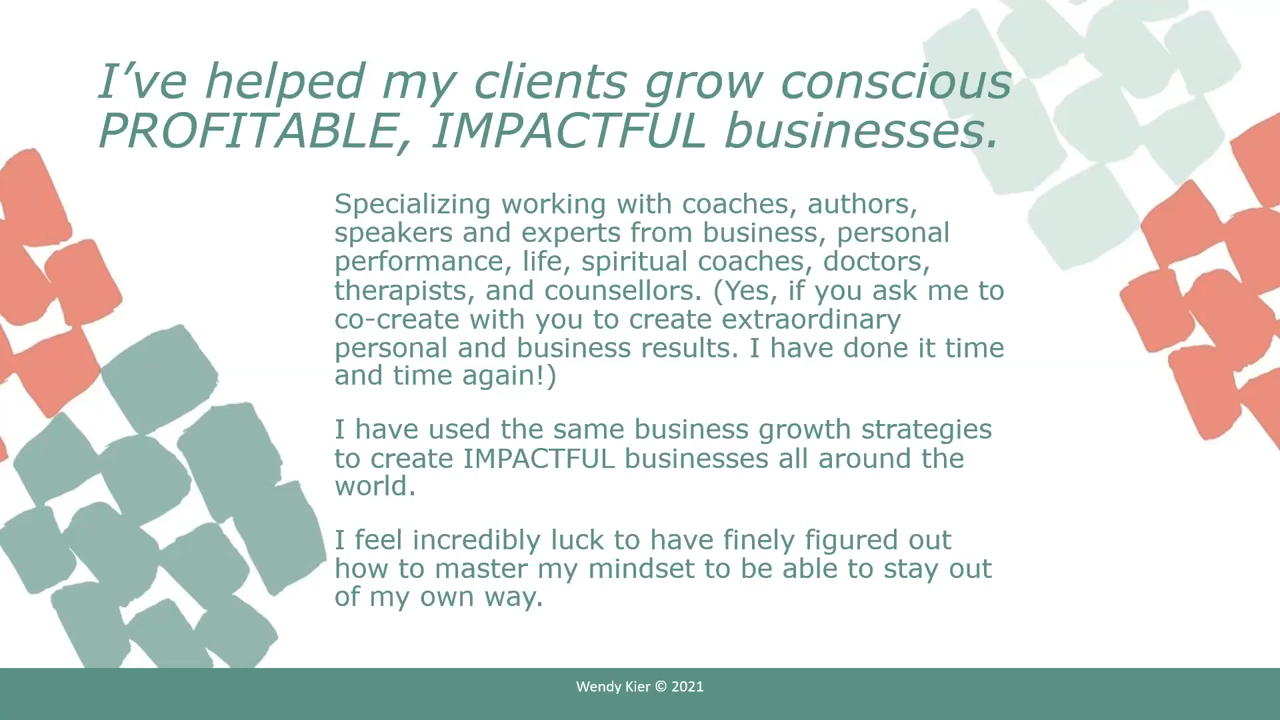 I’ve helped my clients grow conscious
PROFITABLE, IMPACTFUL businesses.
Specializing working with coaches, authors,
speakers and experts from business, personal
performance, life, spiritual coaches, doctors,
therapists, and counsellors. (Yes, if you ask me to
co-create with you to create extraordinary
personal and business results. I have done it time
and time again!)
I have used the same business growth strategies
to create IMPACTFUL businesses all around the
world.
I feel incredibly luck to have finely figured out
how to master my mindset to be able to stay out
of my own way.
Wendy Kier © 2021